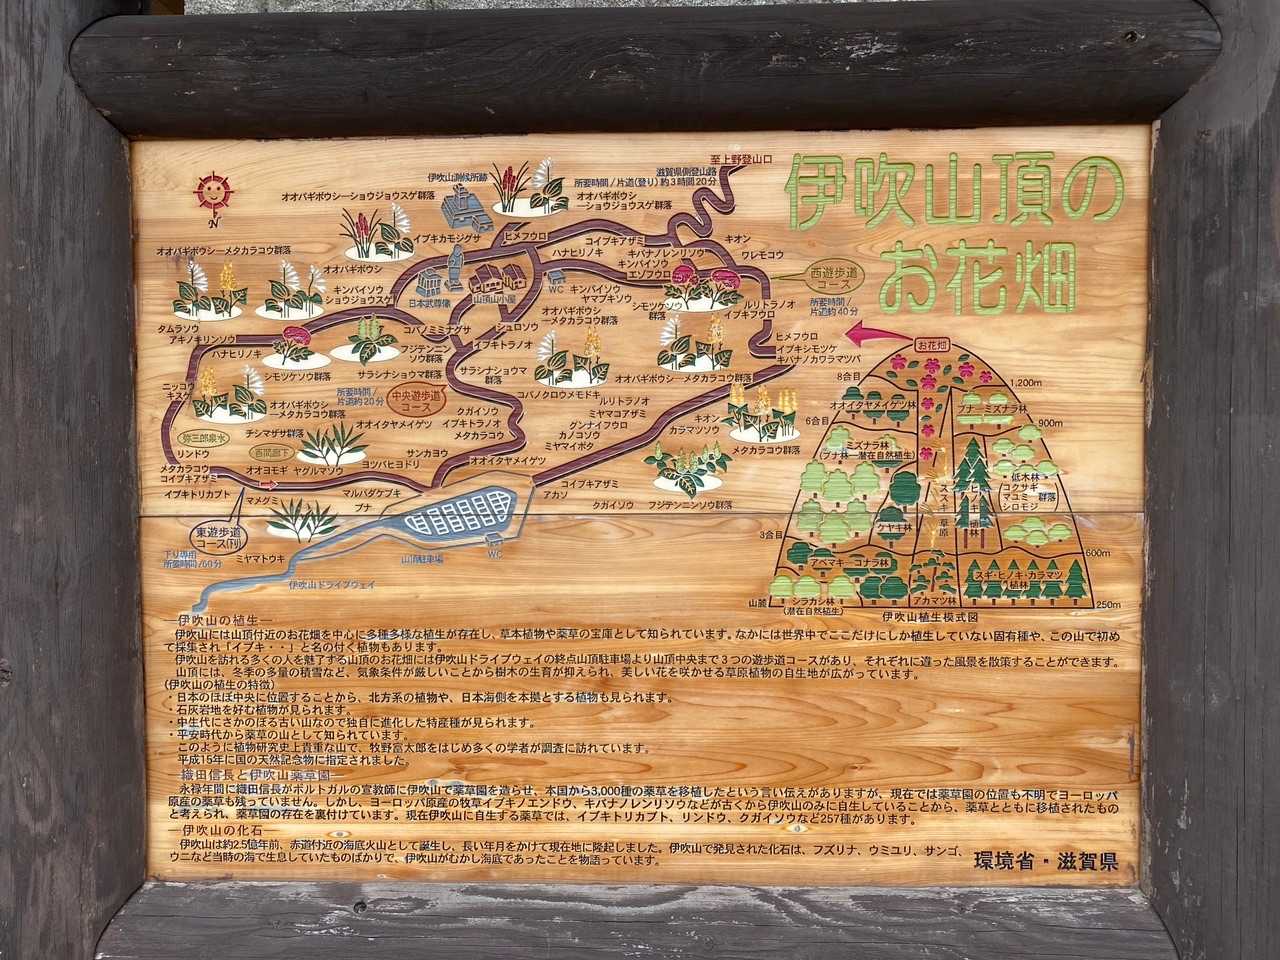 伊吹山頂の
お花畑
至上野登山口
滋賀県側登山路
所要時間/片道(登り)約3時間20分
伊吹山測候所跡
オオバギボウシーショウジョウスゲ群落
オオバギボウシ
ーショウジョウスゲ群落
N
イブキカモジグサ
ヒメフウロ
コイブキアザミ
キオン
ワレモコウ
オオバギボウシーメタカラコウ群落
オオバギボウシ
ハナヒリノキ
キバナノレンリソウ
キンバイソウ
エゾフウロ
西遊歩道
コース
所要時間/
片道約40分
キンバイソウ
ショウジョウスゲ
日本武尊像
山頂山小屋
WC
キンバイソウ
ヤマブキソウ
シモツケソウ
群落
ルリトラノオ
イブキフウロ
オオバギボウシ
ーメタカラコウ群落
タムラソウ
アキノキリンソウ
コバノミミナグサ
シュロソウ
イブキトラノオ
ヒメフウロ
イブキシモツケ
キバナノカワラマツバ
ハナヒリノキ
フジテンニン
ソウ群落
シモツケソウ群落
サラシナショウマ群落
サラシナショウマ
群落
オオバギボウシーメタカラコウ群落
コバノクロウメモドキ
ニッコウ
キスゲ
所要時間/
片道約20分
中央遊歩道
コース
ルリトラノオ
ミヤマコアザミ
オオバギボウシ
ーメタカラコウ群落
クガイソウ
イブキトラノオ
メタカラコウ
グンナイフウロ
カノコソウ
ミヤマイボタ
キオン
カラマツソウ
オオイタヤメイゲツ
弥三郎泉水
チシマザサ群落
メタカラコウ群落
リンドウ
百間廊下
サンカヨウ
メタカラコウ
コイブキアザミ
オオヨモギ
ヤグルマソウ
ヨツバヒヨドリ
オオイタヤメイゲツ
イブキトリカブト
マメグミ
マルバダケブキ
ブナ
コイブキアザミ
アカソ
クガイソウ
フジテンニンソウ群落
東遊歩道
コース(下り)
下り専用
所要時間/60分
ミヤマトウキ
山頂駐車場
WC
伊吹山ドライブウェイ
お花畑
8合目
1,200m
オオイタヤメイゲツ林
ブナーミズナラ林
6合目
900m
ミズナラ林
(ブナ林ー潜在自然植生)
ススキ草原
ヒノキ植林
低木林
コクサギ
マユミ
シロモジ
群落
ケヤキ林
3合目
600m
アベマキーコナラ林
スギ・ヒノキ・カラマツ
植林
シラカシ林
(潜在自然植生)
アカマツ林
山麓
250m
伊吹山植生模式図
―伊吹山の植生―
伊吹山には山頂付近のお花畑を中心に多種多様な植生が存在し、草本植物や薬草の宝庫として知られています。なかには世界中でここだけにしか植生していない固有種や、この山で初め
て採集され「イブキ・・」と名の付く植物もあります。
伊吹山を訪れる多くの人を魅了する山頂のお花畑には伊吹山ドライブウェイの終点山頂駐車場より山頂中央まで3つの遊歩道コースがあり、それぞれに違った風景を散策することができます。
山頂には、冬季の多量の積雪など、気象条件が厳しいことから樹木の生育が抑えられ、美しい花を咲かせる草原植物の自生地が広がっています。
(伊吹山の植生の特徴)
・日本のほぼ中央に位置することから、北方系の植物や、日本海側を本拠とする植物も見られます。
・石灰岩地を好む植物が見られます。
・中生代にさかのぼる古い山なので独自に進化した特産種が見られます。
・平安時代から薬草の山として知られています。
このように植物研究史上貴重な山で、牧野富太郎をはじめ多くの学者が調査に訪れています。
平成15年に国の天然記念物に指定されました。
―織田信長と伊吹山薬草園―
永禄年間に織田信長がポルトガルの宣教師に伊吹山で薬草園を造らせ、本国から3,000種の薬草を移植したという言い伝えがありますが、現在では薬草園の位置も不明でヨーロッパ
原産の薬草も残っていません。しかし、ヨーロッパ原産の牧草イブキノエンドウ、キバナノレンリソウなどが古くから伊吹山のみに自生していることから、薬草とともに移植されたもの
と考えられ、薬草園の存在を裏付けています。現在伊吹山に自生する薬草では、イブキトリカブト、リンドウ、クガイソウなど257種があります。
―伊吹山の化石―
伊吹山は約2.5億年前、赤道付近の海底火山として誕生し、長い年月をかけて現在地に隆起しました。伊吹山で発見された化石は、フズリナ、ウミユリ、サンゴ、
ウニなど当時の海で生息していたものばかりで、伊吹山がむかし海底であったことを物語っています。
環境省・滋賀県